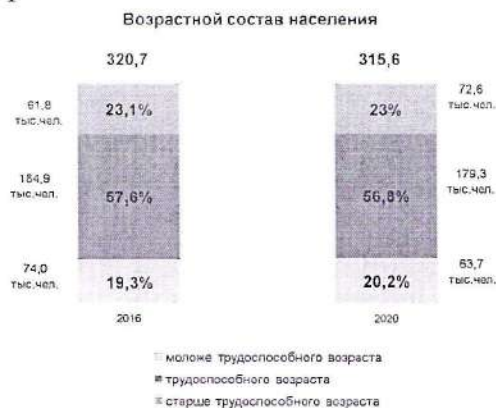 Возрастной состав населения
320,7 315,6
61,8 тыс.чел. 23,1% 23% 72,6 тыс.чел.
184,9 тыс.чел. 57,6% 56,8% 179,3 тыс.чел.
74,0 тыс.чел. 19,3% 20,2% 63,7 тыс.чел.
2016 2020
моложе трудоспособного возраста
трудоспособного возраста
старше трудоспособного возраста